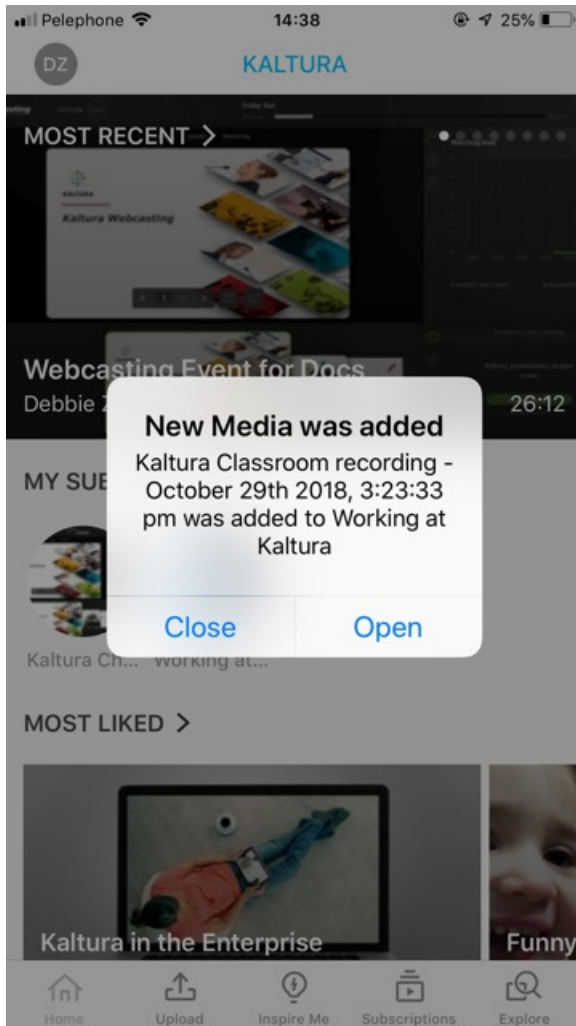 Pelephone 14:38 25%
DZ KALTURA
MOST RECENT >
KALTURA
Kaltura Webcasting
Webcasting Event for Docs
Debbie 26:12
New Media was added
Kaltura Classroom recording -
October 29th 2018, 3:23:33
pm was added to Working at
Kaltura
MY SUB
Close Open
Kaltura Ch... Working at...
MOST LIKED >
Kaltura in the Enterprise Funny
Home Upload Inspire Me Subscriptions Explore